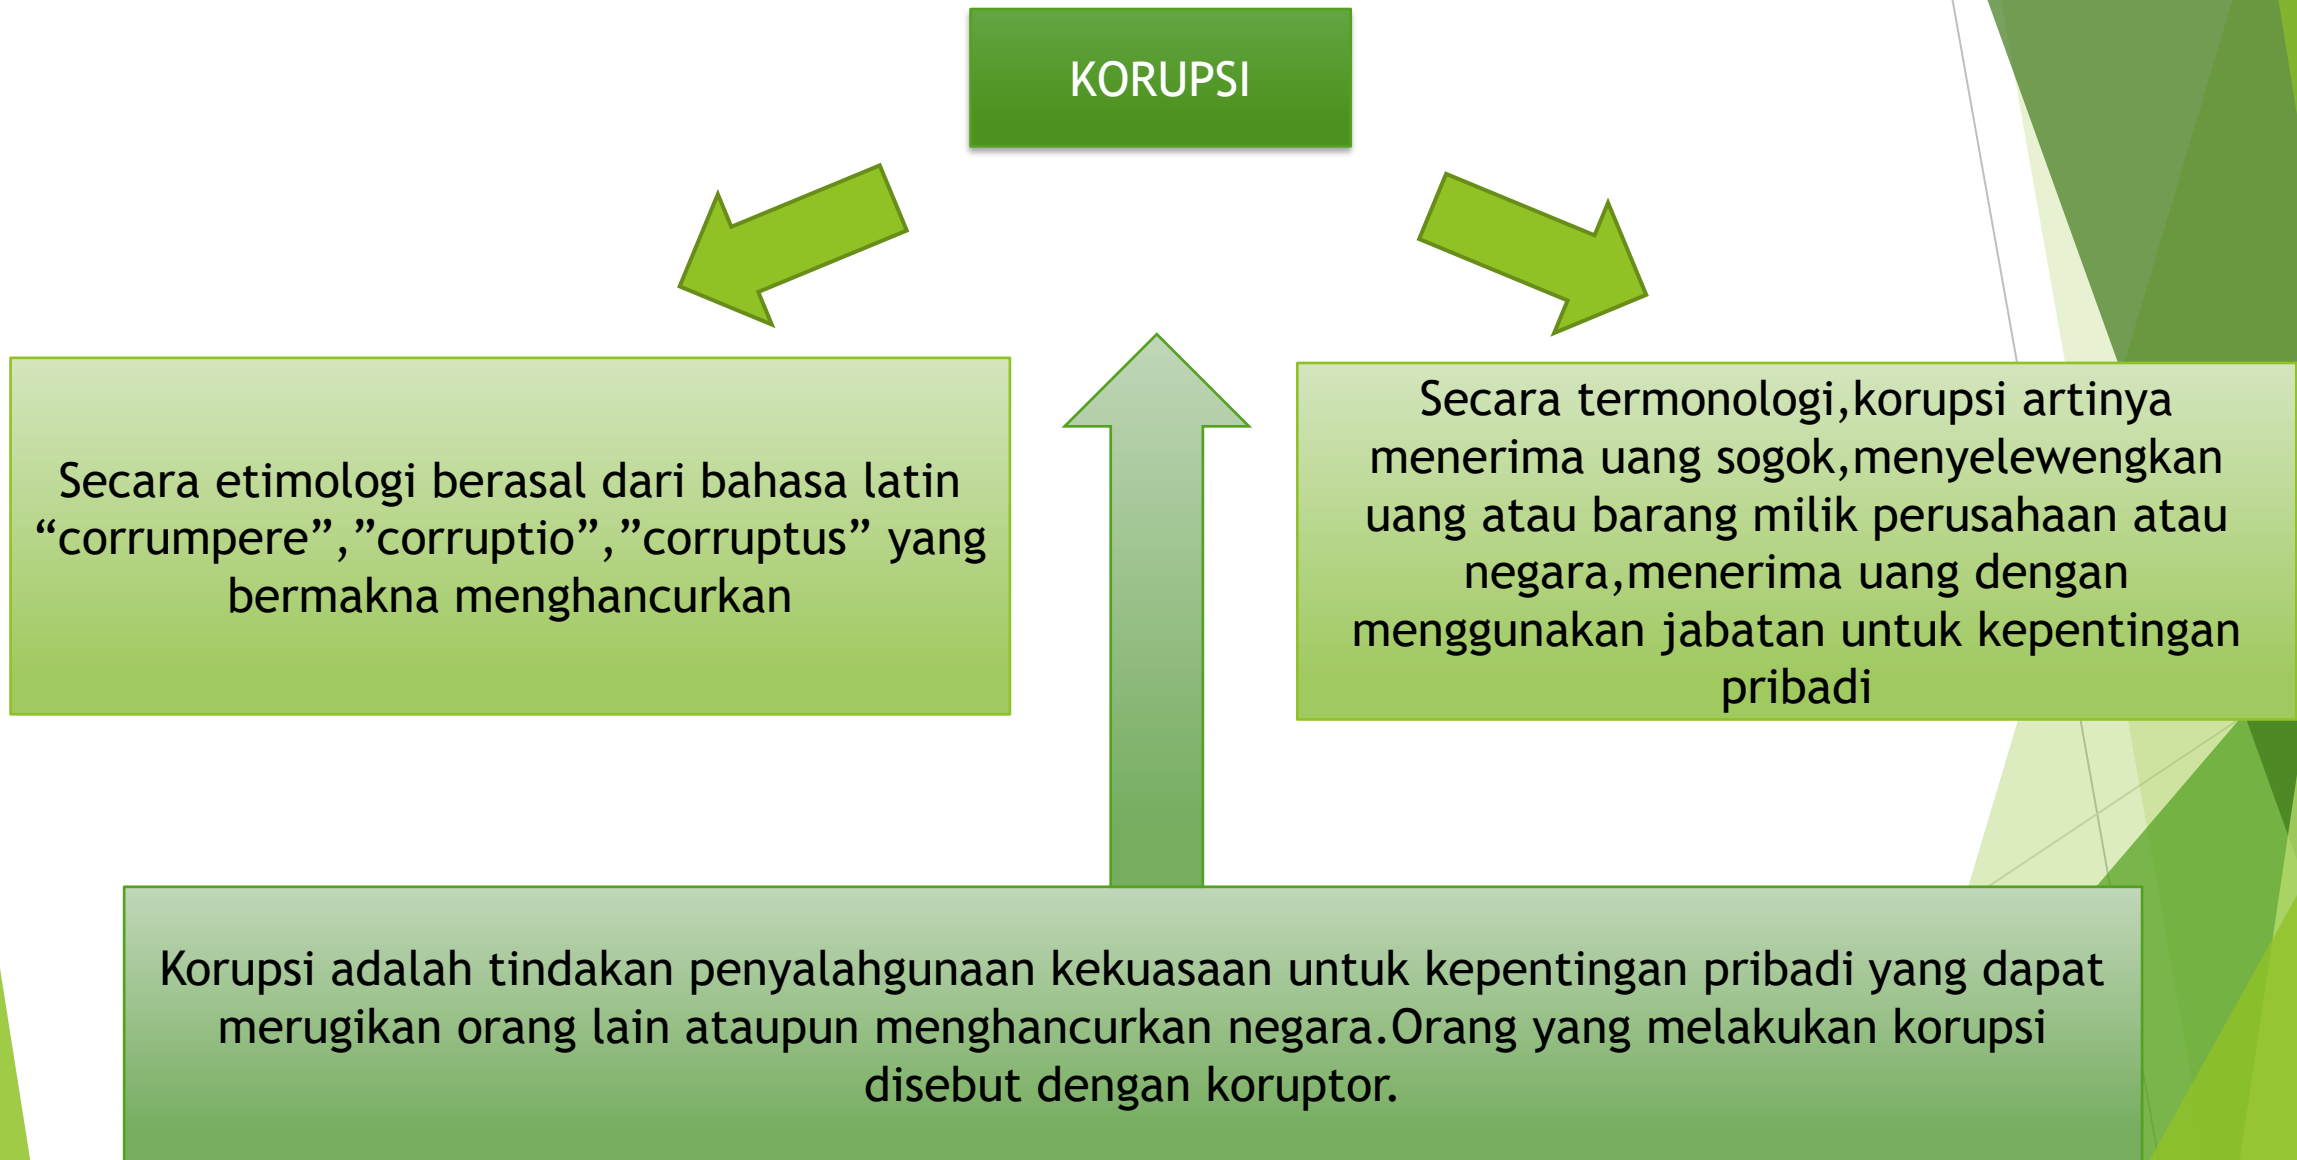 KORUPSI
Secara etimologi berasal dari bahasa latin
“corrumpere”,”corruptio”,”corruptus” yang
bermakna menghancurkan
Secara termonologi,korupsi artinya
menerima uang sogok,menyelewengkan
uang atau barang milik perusahaan atau
negara,menerima uang dengan
menggunakan jabatan untuk kepentingan
pribadi
Korupsi adalah tindakan penyalahgunaan kekuasaan untuk kepentingan pribadi yang dapat
merugikan orang lain ataupun menghancurkan negara.Orang yang melakukan korupsi
disebut dengan koruptor.